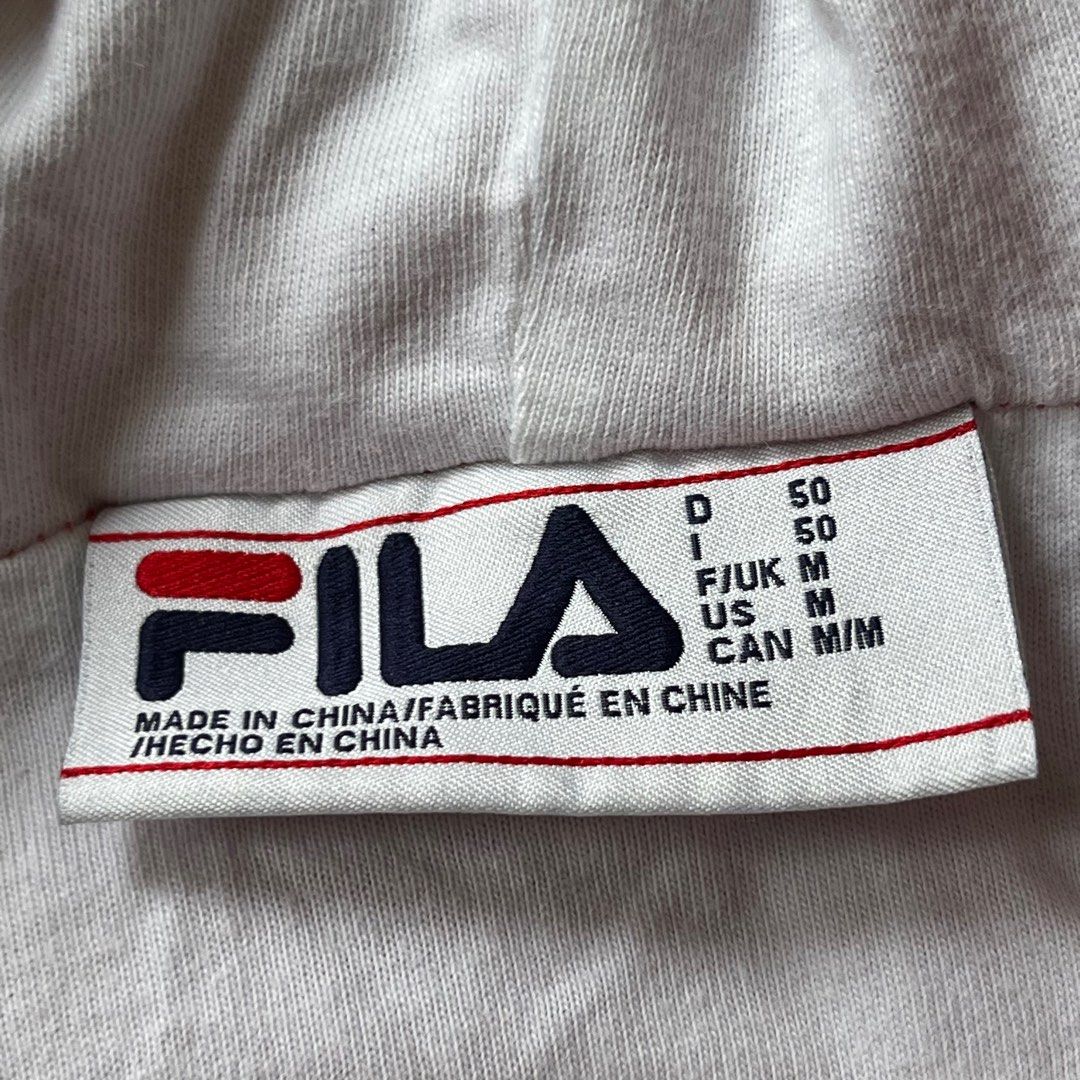 FILA
D 50
I 50
F/UK M
US M
CAN M/M
MADE IN CHINA/FABRIQUÉ EN CHINE
/HECHO EN CHINA